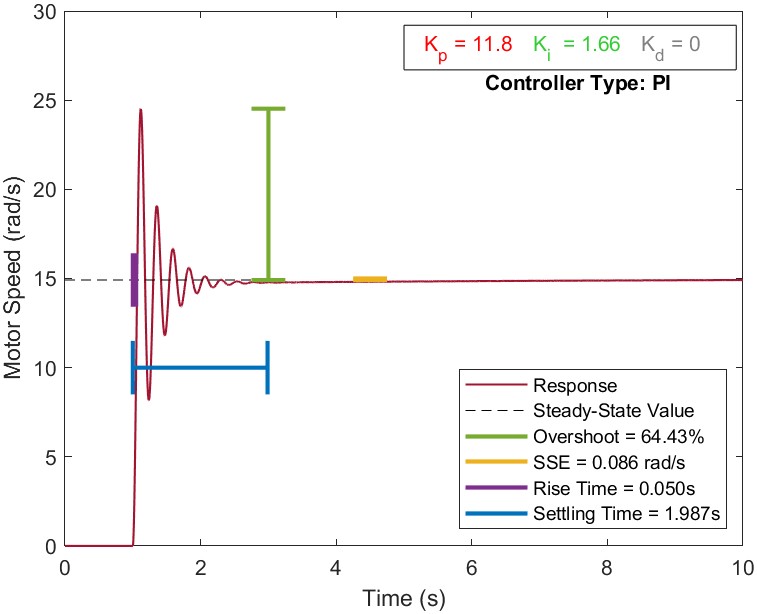 30
25
20
15
10
5
0
Motor Speed (rad/s)
Kp = 11.8 Ki = 1.66 Kd = 0
Controller Type: PI
Response
Steady-State Value
Overshoot = 64.43%
SSE = 0.086 rad/s
Rise Time = 0.050s
Settling Time = 1.987s
0 2 4 6 8 10
Time (s)